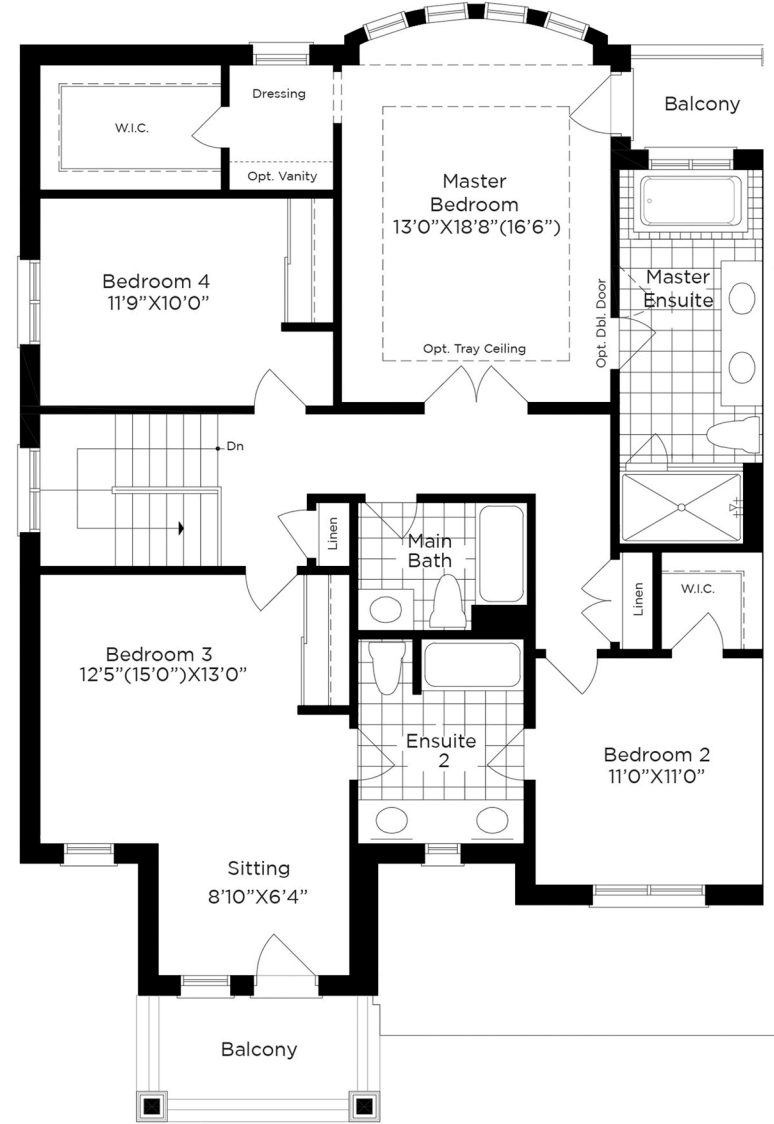 Dressing
W.I.C.
Opt. Vanity
Balcony
Master
Bedroom
13'0"X18'8"(16'6")
Opt. Tray Ceiling
Opt. Dbl. Door
Master
Ensuite
Bedroom 4
11'9"X10'0"
Dn
Linen
Main
Bath
Linen
W.I.C.
Bedroom 3
12'5"(15'0")X13'0"
Ensuite
2
Bedroom 2
11'0"X11'0"
Sitting
8'10"X6'4"
Balcony